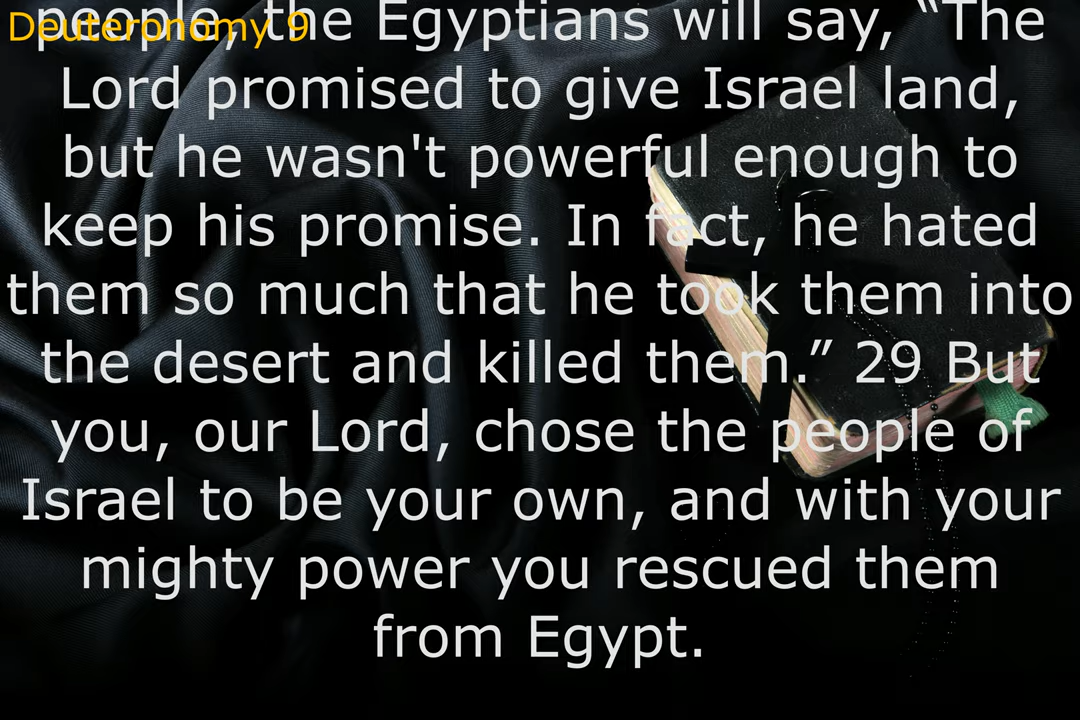 Deuteronomy 9
people, the Egyptians will say, “The
Lord promised to give Israel land,
but he wasn't powerful enough to
keep his promise. In fact, he hated
them so much that he took them into
the desert and killed them.” 29 But
you, our Lord, chose the people of
Israel to be your own, and with your
mighty power you rescued them
from Egypt.